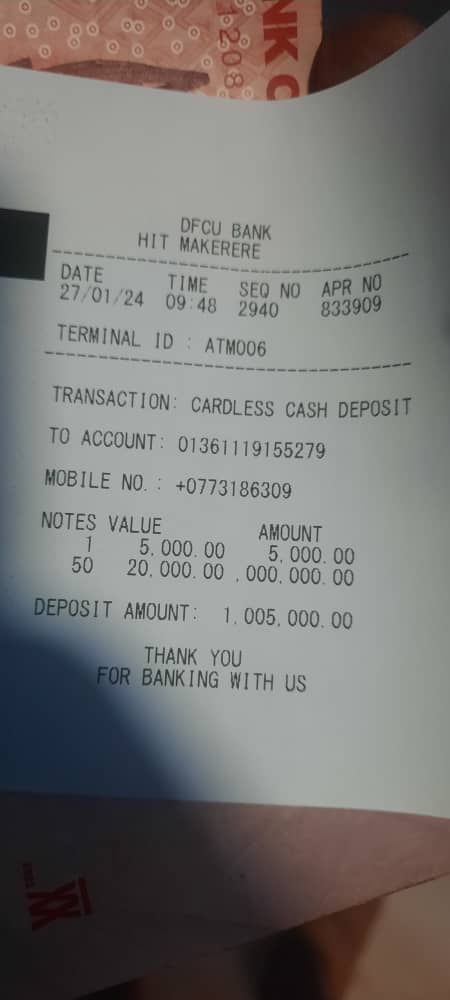 NK O
1208
DFCU BANK
HIT MAKERERE
DATE TIME SEQ NO APR NO
27/01/24 09:48 2940 833909
TERMINAL ID : ATM006
TRANSACTION: CARDLESS CASH DEPOSIT
TO ACCOUNT: 01361119155279
MOBILE NO. : +0773186309
NOTES VALUE AMOUNT
1 5,000.00 5,000.00
50 20,000.00 ,000,000.00
DEPOSIT AMOUNT: 1,005,000.00
THANK YOU
FOR BANKING WITH US